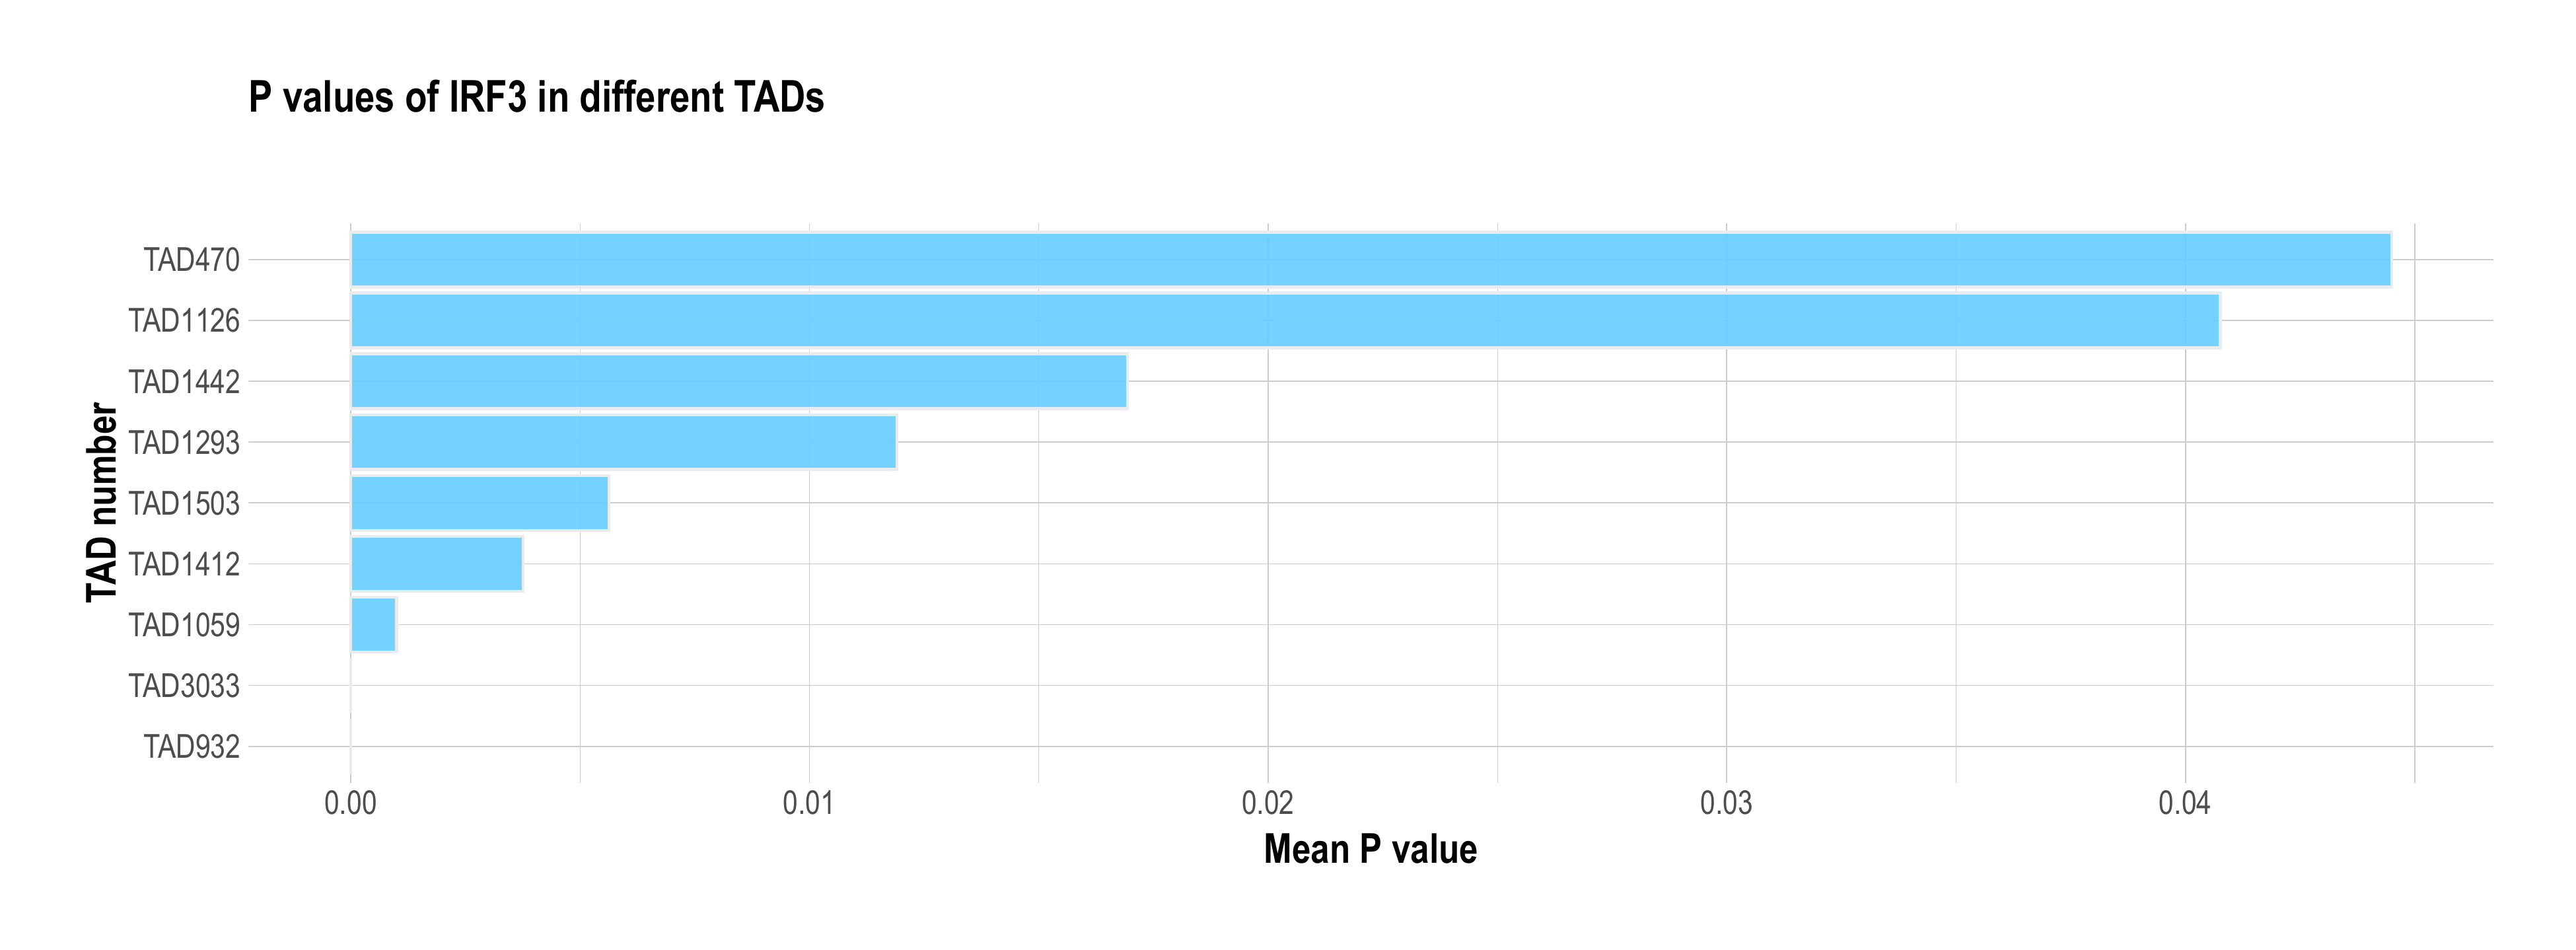 P values of IRF3 in different TADs
TAD number
TAD470
TAD1126
TAD1442
TAD1293
TAD1503
TAD1412
TAD1059
TAD3033
TAD932
0.00 0.01 0.02 0.03 0.04
Mean P value